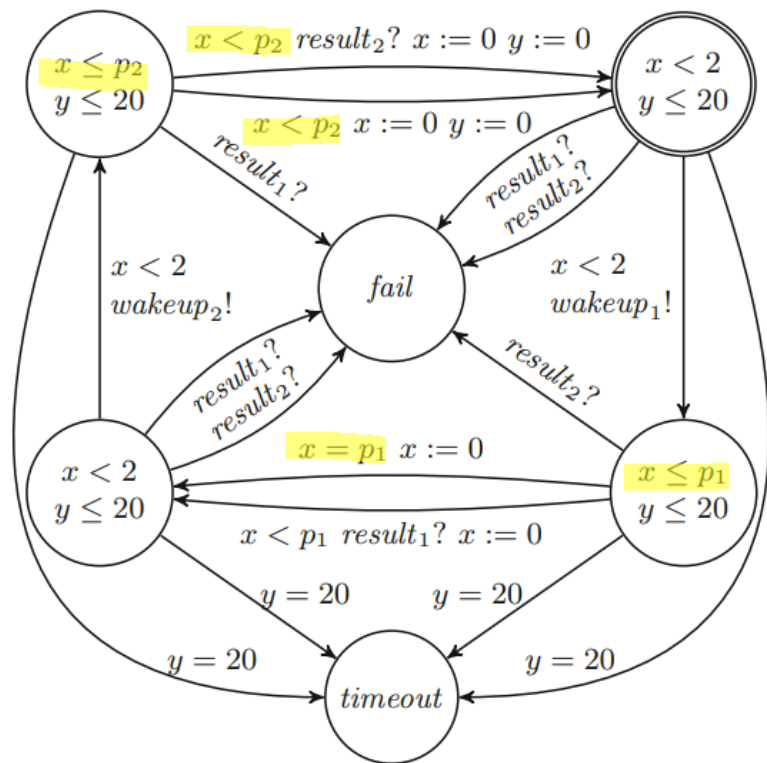 x < p₂ result₂? x := 0 y := 0
x ≤ p₂
y ≤ 20
x < 2
y ≤ 20
x < p₂ x := 0 y := 0
result₁?
result₁?
result₂?
x < 2
wakeup₂!
fail
x < 2
wakeup₁!
result₁?
result₂?
result₂?
x = p₁ x := 0
x < 2
y ≤ 20
x ≤ p₁
y ≤ 20
x < p₁ result₁? x := 0
y = 20
y = 20
y = 20
y = 20
timeout